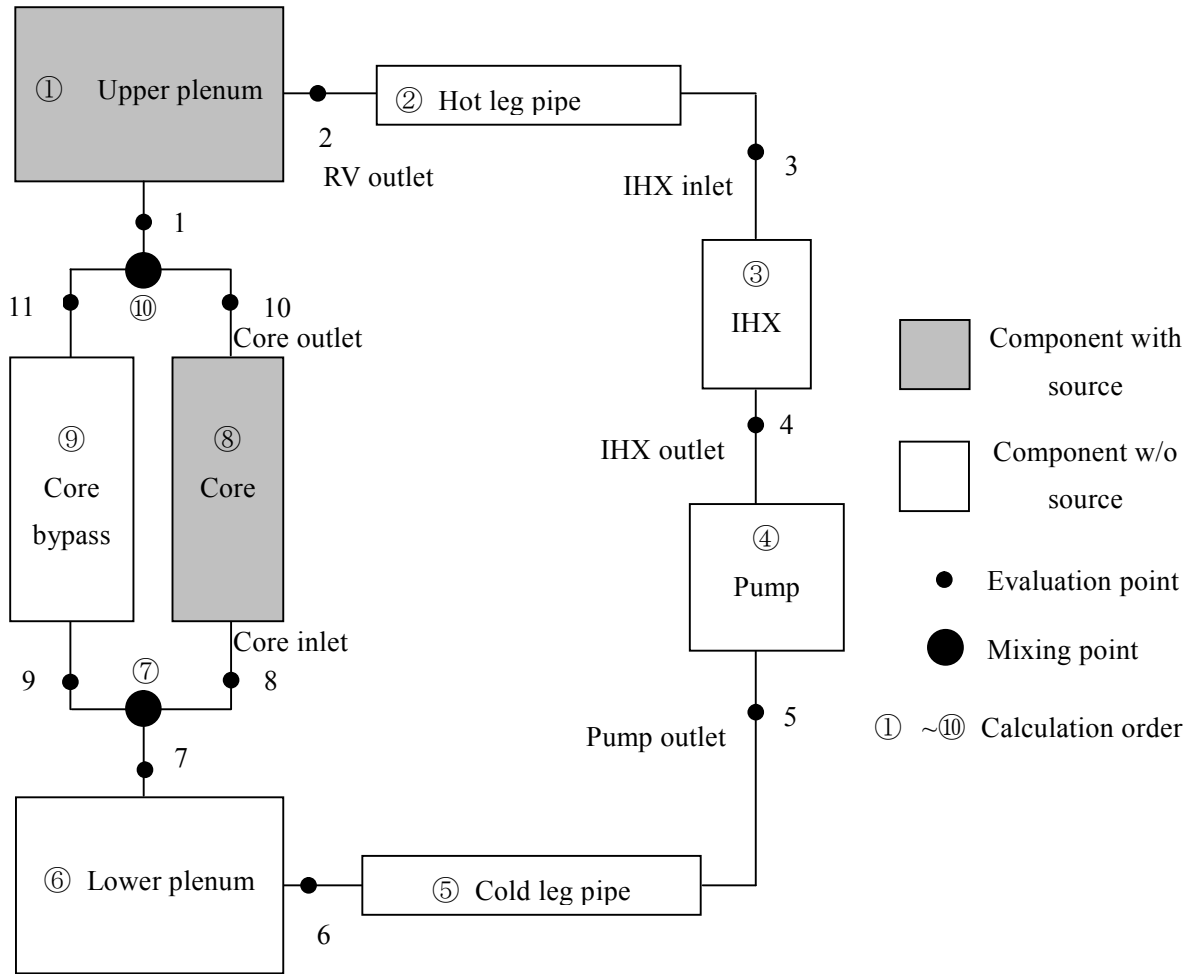 ① Upper plenum
② Hot leg pipe
2
RV outlet
3
IHX inlet
1
③
IHX
11
⑩
10
Core outlet
Component with
source
4
IHX outlet
⑨
Core
bypass
⑧
Core
Component w/o
source
④
Pump
Evaluation point
Core inlet
Mixing point
9
⑦
8
5
Pump outlet
① ~⑩ Calculation order
7
⑥ Lower plenum
⑤ Cold leg pipe
6